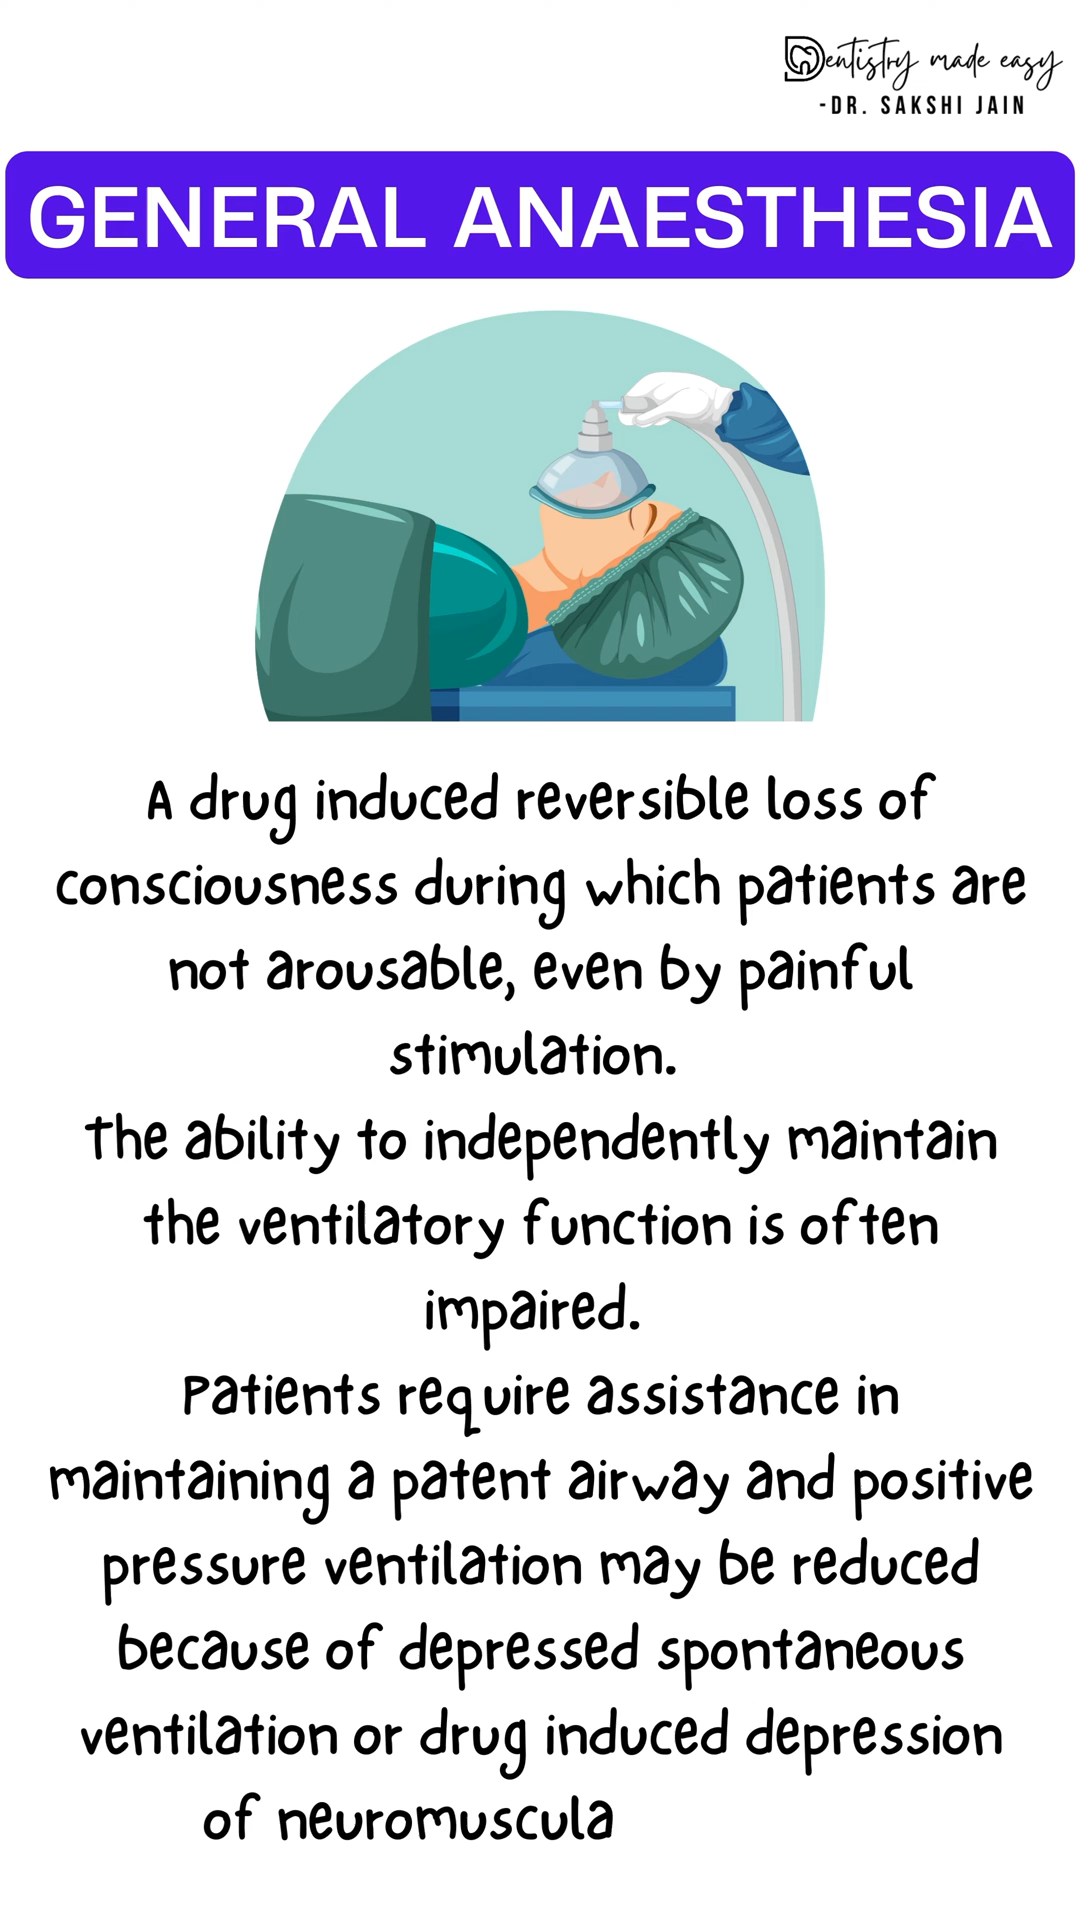 Dentistry made easy
-DR. SAKSHI JAIN
GENERAL ANAESTHESIA
A drug induced reversible loss of
consciousness during which patients are
not arousable, even by painful
stimulation.
The ability to independently maintain
the ventilatory function is often
impaired.
Patients require assistance in
maintaining a patent airway and positive
pressure ventilation may be reduced
because of depressed spontaneous
ventilation or drug induced depression
of neuromuscula